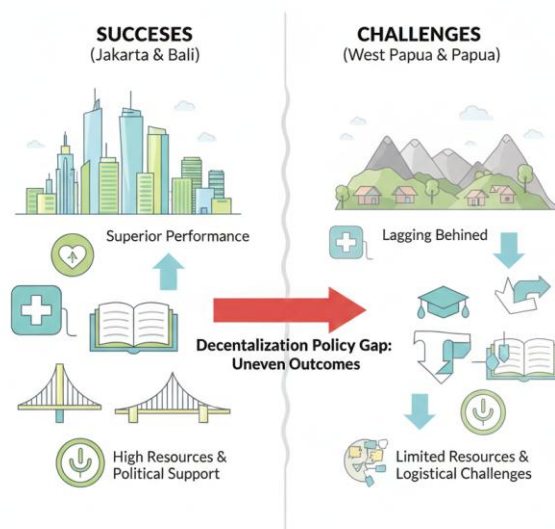 SUCCESES
(Jakarta & Bali)
Superior Performance
High Resources &
Political Support
CHALLENGES
(West Papua & Papua)
Lagging Behined
Decentalization Policy Gap:
Uneven Outcomes
Limited Resources &
Logistical Challenges